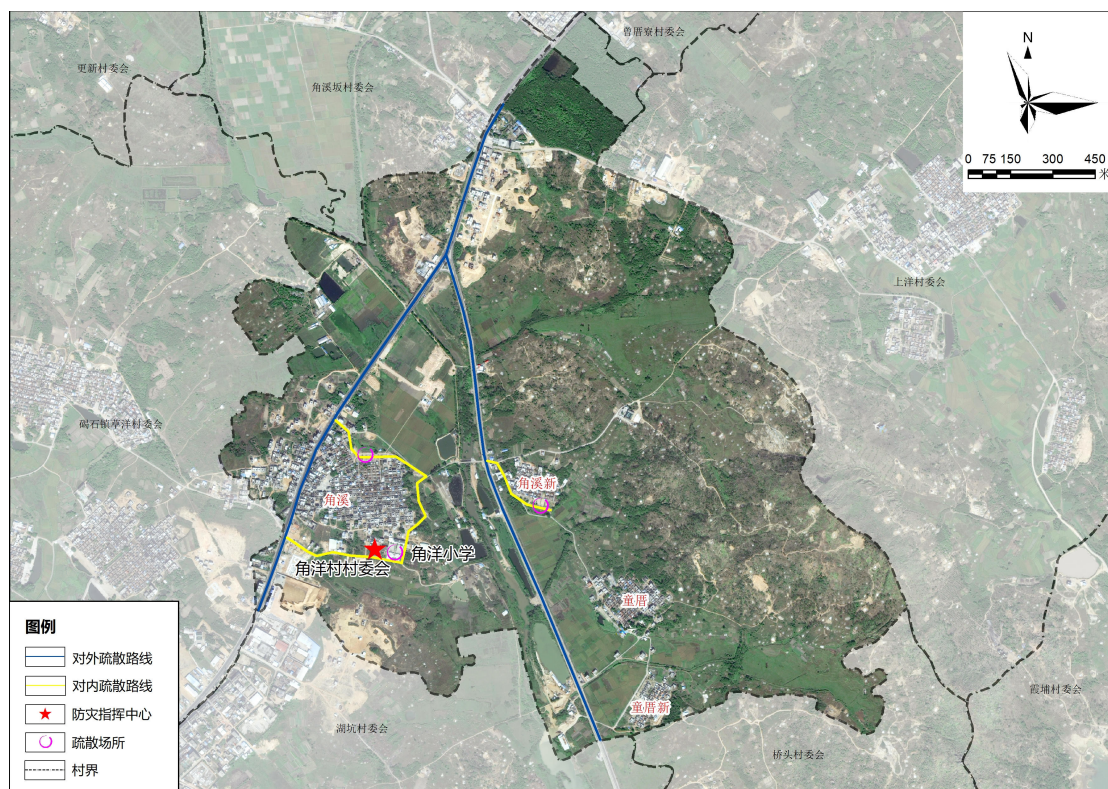 曾厝寮村委会
更新村委会
角溪坂村委会
N
0 75 150 300 450
米
上洋村委会
碣石镇草洋村委会
角溪新
角溪
角洋小学
角洋村村委会
童厝
童厝新
霞埔村委会
湖坑村委会
桥头村委会
图例
对外疏散路线
对内疏散路线
防灾指挥中心
疏散场所
村界